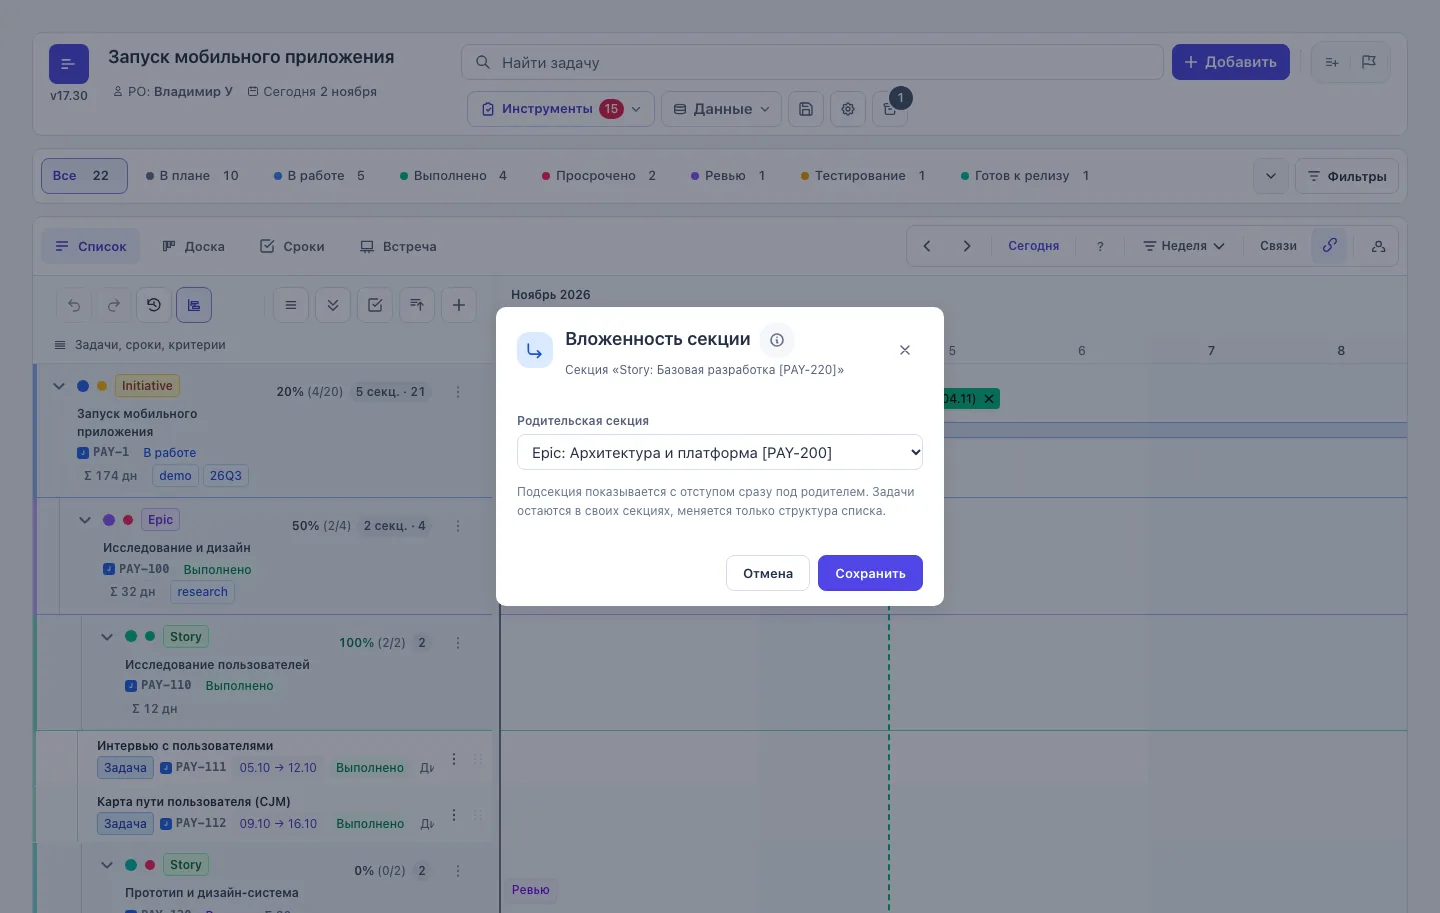 Запуск мобильного приложения
v17.30
PO: Владимир У
Сегодня 2 ноября
Найти задачу
Добавить
Инструменты 15
Данные
1
Все 22
В плане 10
В работе 5
Выполнено 4
Просрочено 2
Ревью 1
Тестирование 1
Готов к релизу 1
Фильтры
Список
Доска
Сроки
Встреча
Сегодня
?
Неделя
Связи
Ноябрь 2026
Задачи, сроки, критерии
5 6 7 8
04.11)
Initiative
20% (4/20)
5 секц. · 21
Запуск мобильного
приложения
PAY-1 В работе
Σ 174 дн demo 26Q3
Epic
50% (2/4)
2 секц. · 4
Исследование и дизайн
PAY-100 Выполнено
Σ 32 дн research
Story
100% (2/2) 2
Исследование пользователей
PAY-110 Выполнено
Σ 12 дн
Интервью с пользователями
Задача PAY-111 05.10 → 12.10 Выполнено
Карта пути пользователя (CJM)
Задача PAY-112 09.10 → 16.10 Выполнено
Story
0% (0/2) 2
Прототип и дизайн-система
Ревью
Вложенность секции
Секция «Story: Базовая разработка [PAY-220]»
Родительская секция
Epic: Архитектура и платформа [PAY-200]
Подсекция показывается с отступом сразу под родителем. Задачи
остаются в своих секциях, меняется только структура списка.
Отмена
Сохранить